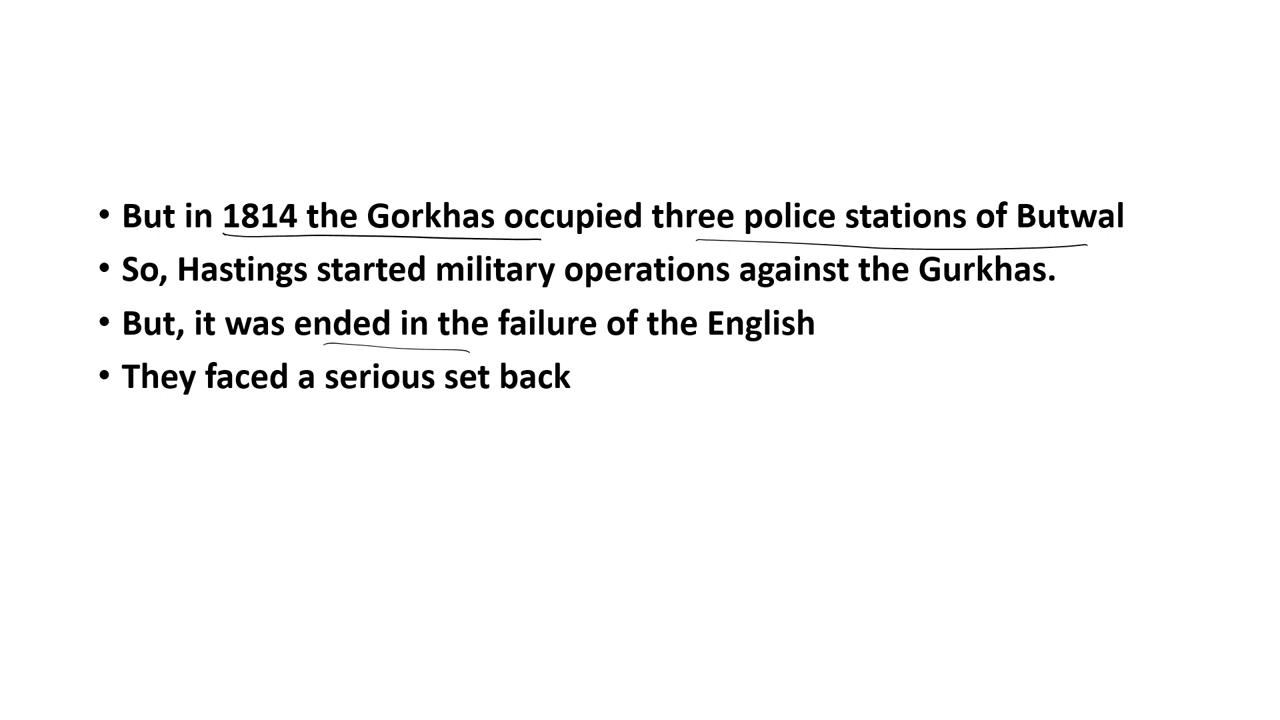 • But in 1814 the Gorkhas occupied three police stations of Butwal
• So, Hastings started military operations against the Gurkhas.
• But, it was ended in the failure of the English
• They faced a serious set back